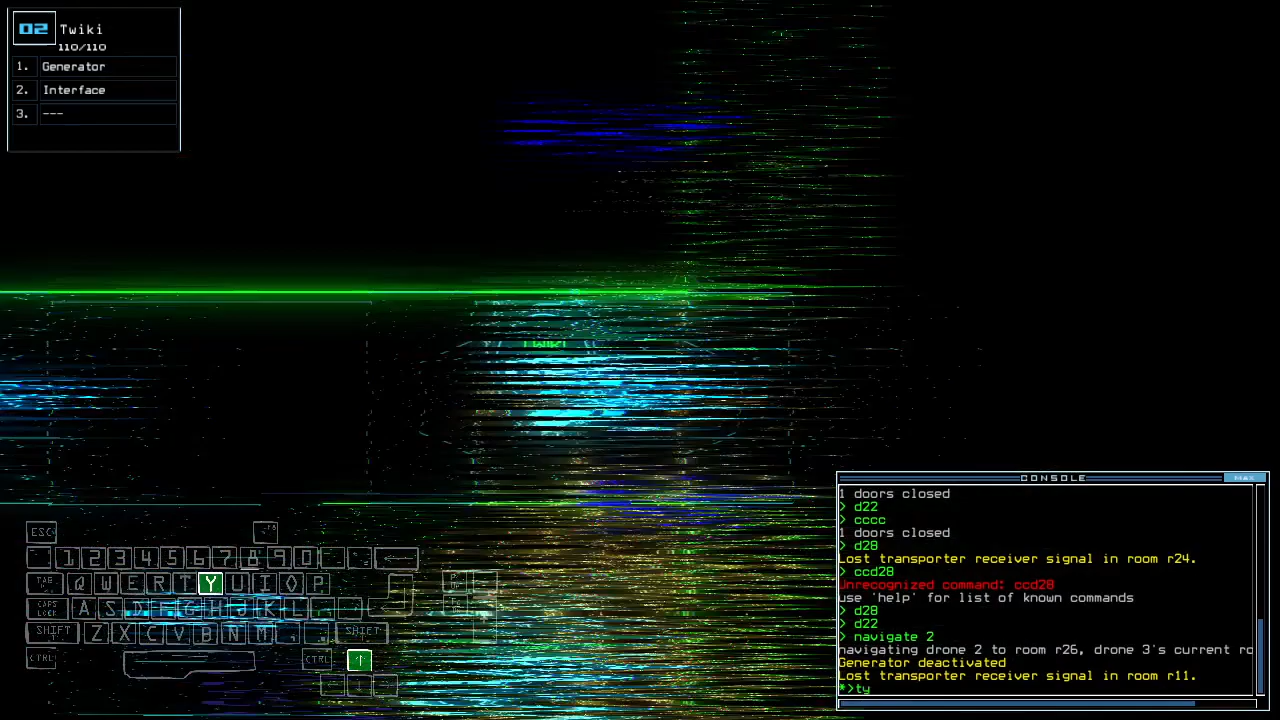 02 Twiki
110/110
1. Generator
2. Interface
3. ---
TWIKI
CONSOLE
MAX
1 doors closed
> d22
> cccc
1 doors closed
> d28
Lost transporter receiver signal in room r24.
> ccd28
Unrecognized command: ccd28
use 'help' for list of known commands
> d28
> d22
> navigate 2
navigating drone 2 to room r26, drone 3's current ro
Generator deactivated
Lost transporter receiver signal in room r11.
*>ty
ESC
1 2 3 4 5 6 7 8 9 0
TAB Q W E R T Y U I O P
CAPS LOCK A S D F G H J K L
SHIFT Z X C V B N M , . SHIFT
CTRL CTRL ↑